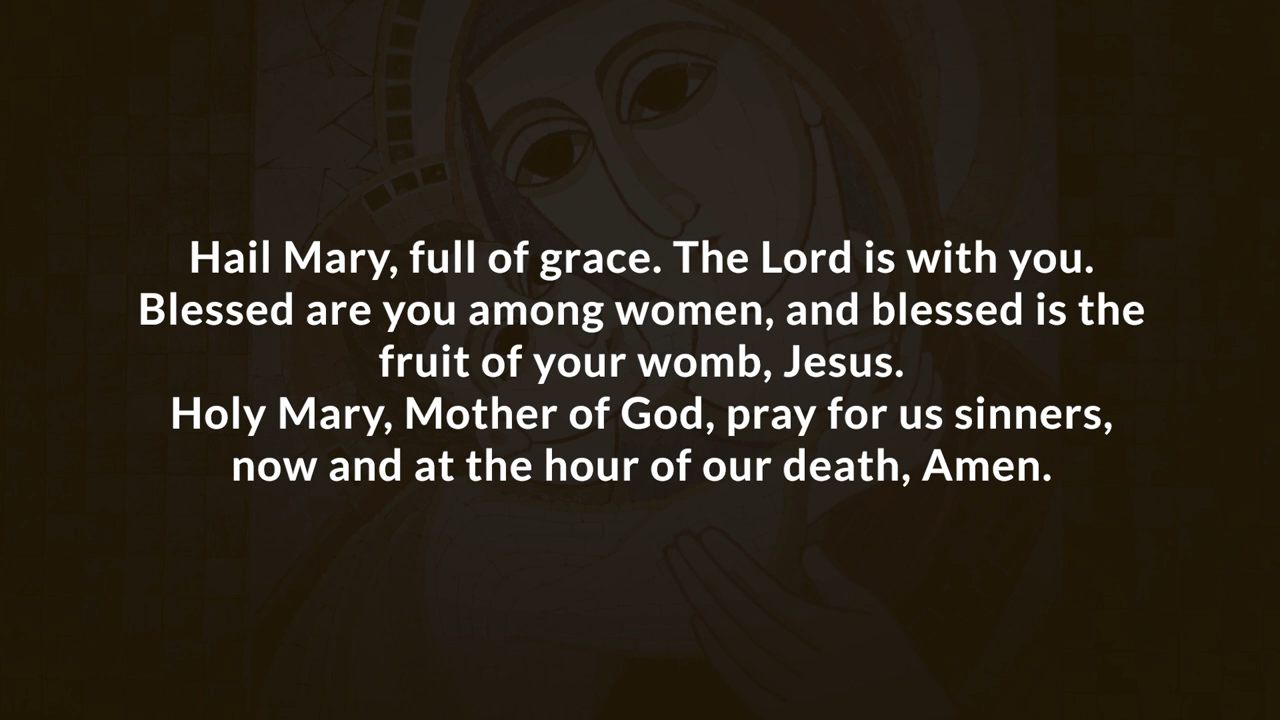 Hail Mary, full of grace. The Lord is with you.
Blessed are you among women, and blessed is the
fruit of your womb, Jesus.
Holy Mary, Mother of God, pray for us sinners,
now and at the hour of our death, Amen.